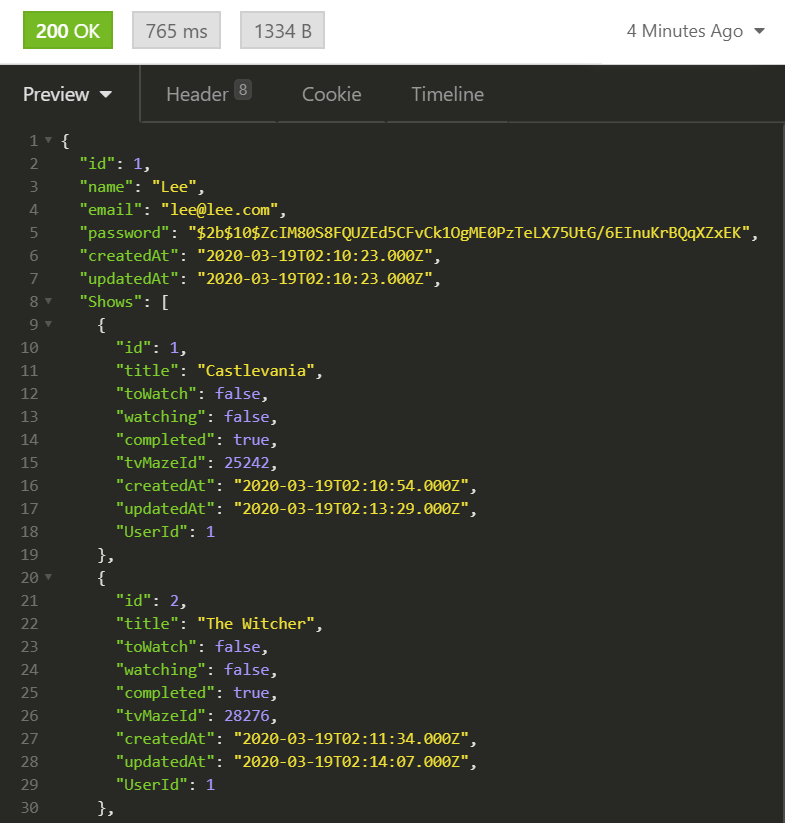 200 OK 765 ms 1334 B 4 Minutes Ago
Preview Header 8 Cookie Timeline
1 {
2 "id": 1,
3 "name": "Lee",
4 "email": "lee@lee.com",
5 "password": "$2b$10$ZcIM80S8FQUZEd5CFvCk1OgME0PzTeLX75UtG/6EInuKrBQqXZxEK",
6 "createdAt": "2020-03-19T02:10:23.000Z",
7 "updatedAt": "2020-03-19T02:10:23.000Z",
8 "Shows": [
9 {
10 "id": 1,
11 "title": "Castlevania",
12 "toWatch": false,
13 "watching": false,
14 "completed": true,
15 "tvMazeId": 25242,
16 "createdAt": "2020-03-19T02:10:54.000Z",
17 "updatedAt": "2020-03-19T02:13:29.000Z",
18 "UserId": 1
19 },
20 {
21 "id": 2,
22 "title": "The Witcher",
23 "toWatch": false,
24 "watching": false,
25 "completed": true,
26 "tvMazeId": 28276,
27 "createdAt": "2020-03-19T02:11:34.000Z",
28 "updatedAt": "2020-03-19T02:14:07.000Z",
29 "UserId": 1
30 },